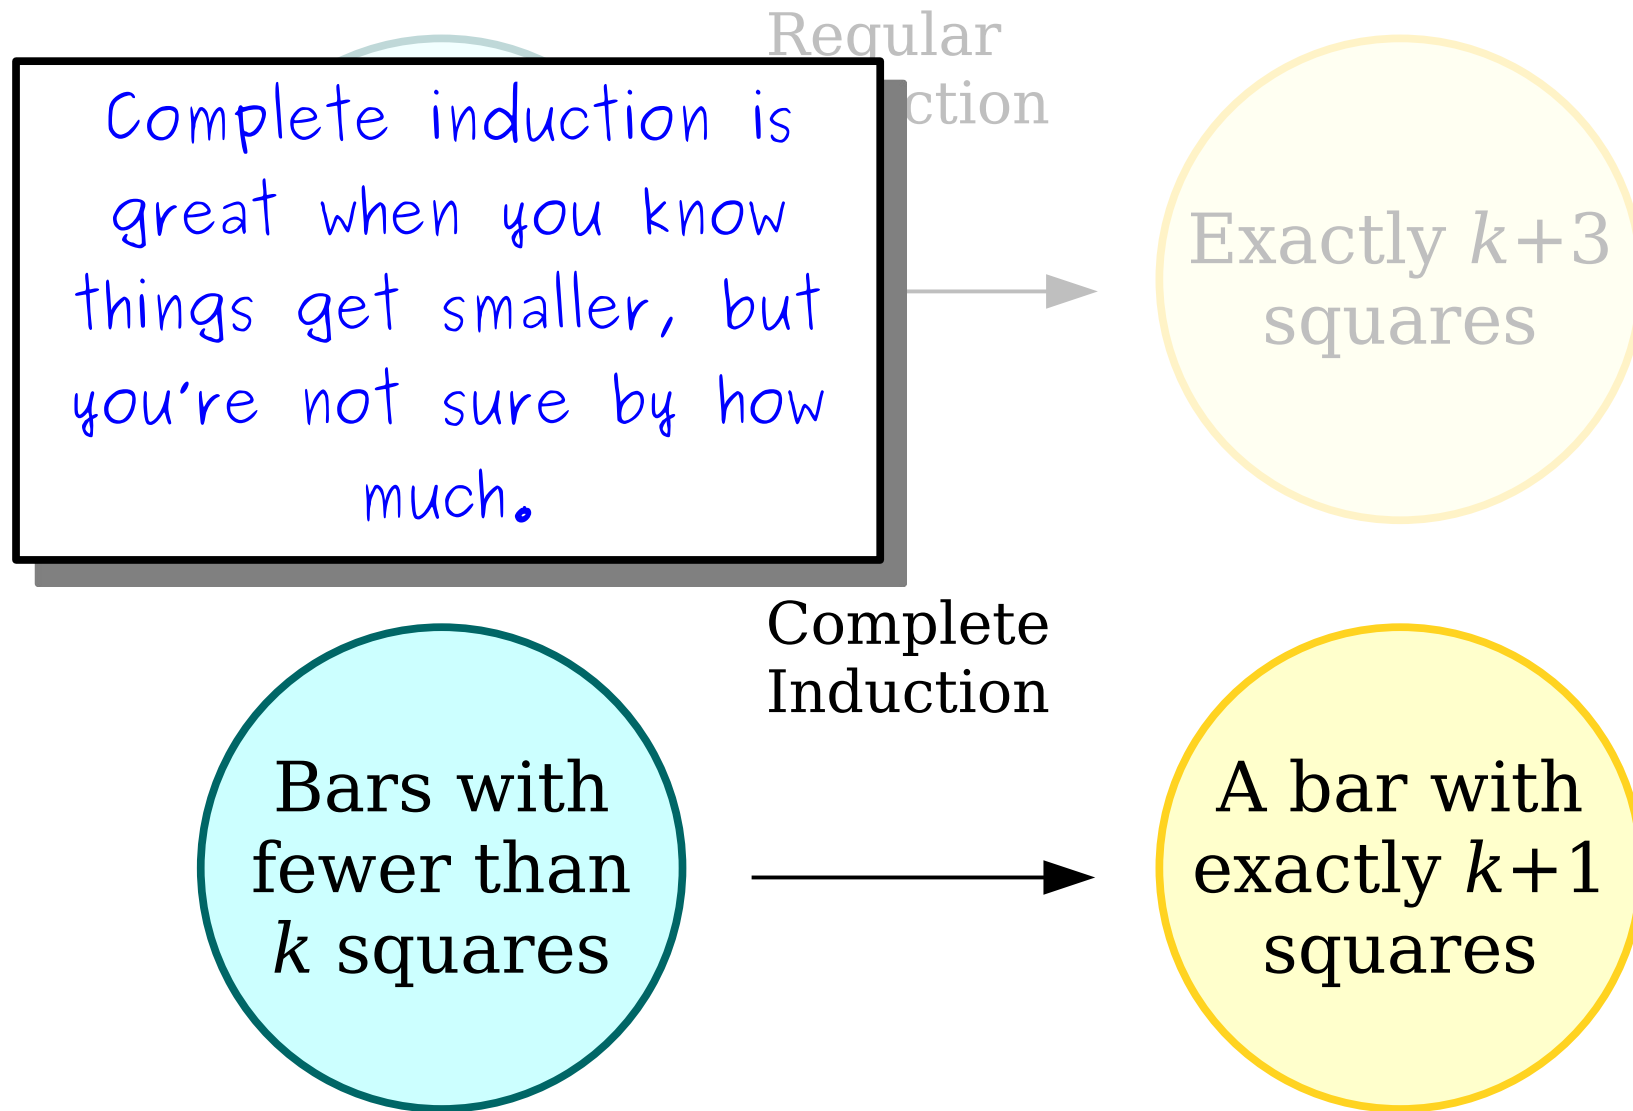 Regular
ction
Complete induction is
great when you know
things get smaller, but
you're not sure by how
much.
Exactly k+3
squares
Complete
Induction
Bars with
fewer than
k squares
A bar with
exactly k+1
squares